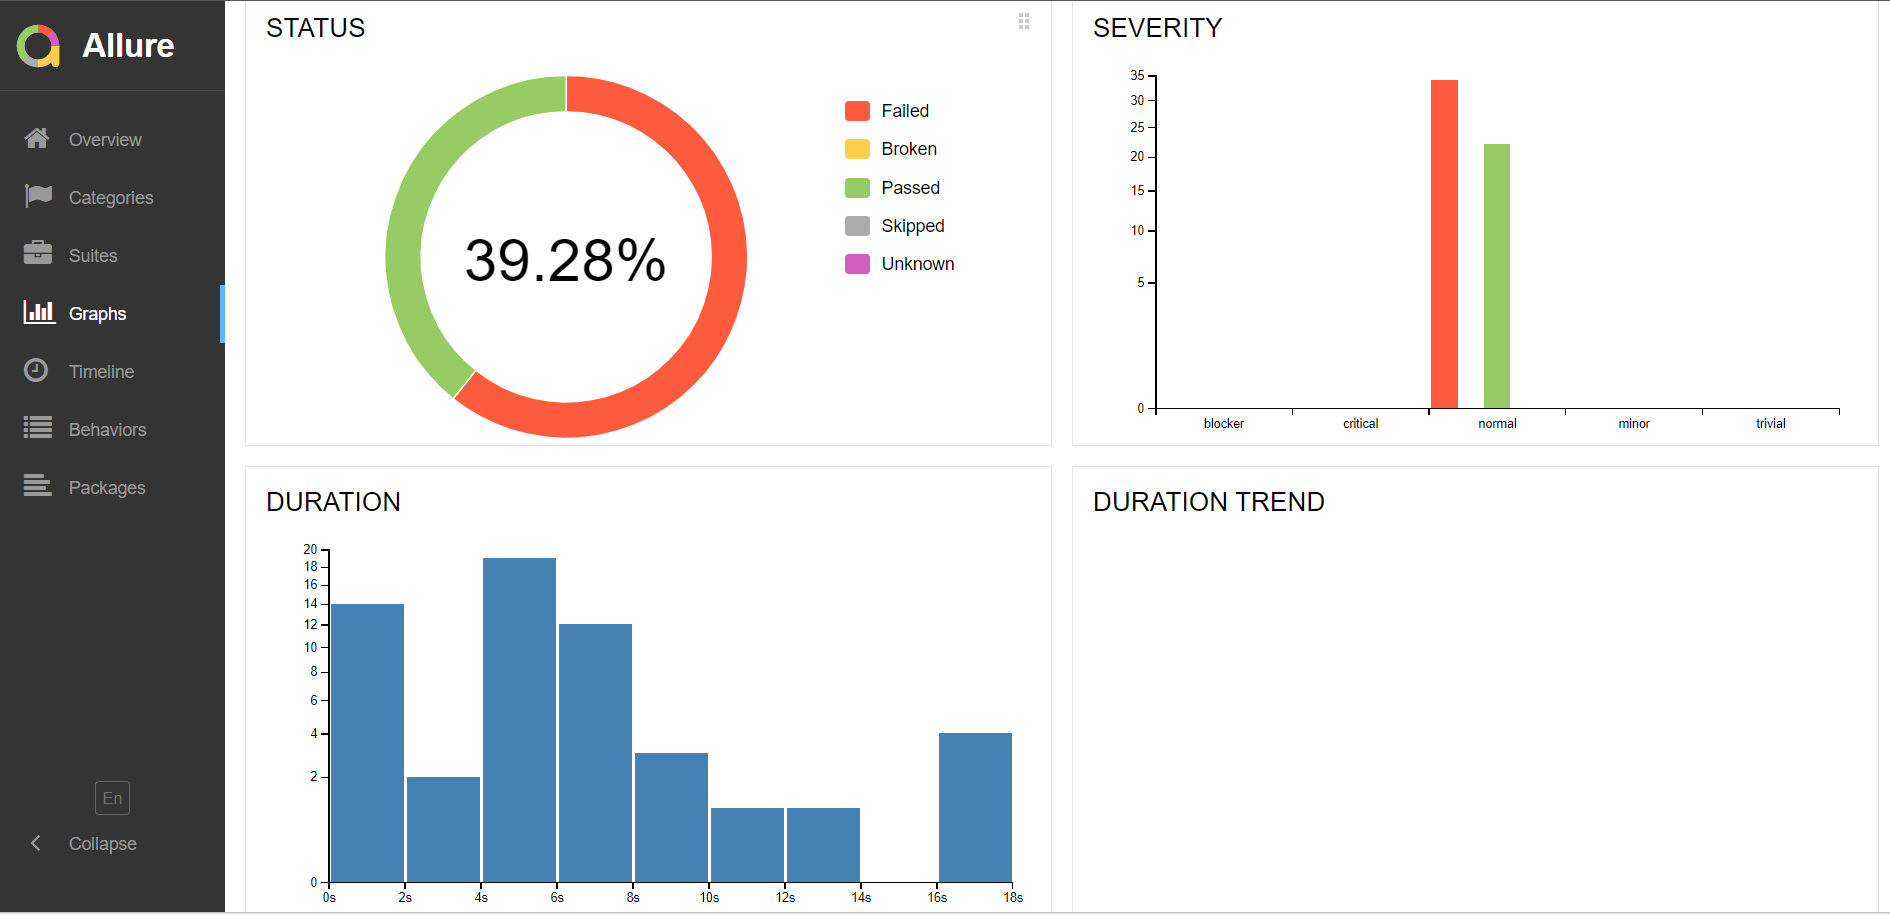 Allure
Overview
Categories
Suites
Graphs
Timeline
Behaviors
Packages
En
Collapse
STATUS
39.28%
Failed
Broken
Passed
Skipped
Unknown
SEVERITY
35
30
25
20
15
10
5
0
blocker critical normal minor trivial
DURATION
20
18
16
14
12
10
8
6
4
2
0
0s 2s 4s 6s 8s 10s 12s 14s 16s 18s
DURATION TREND